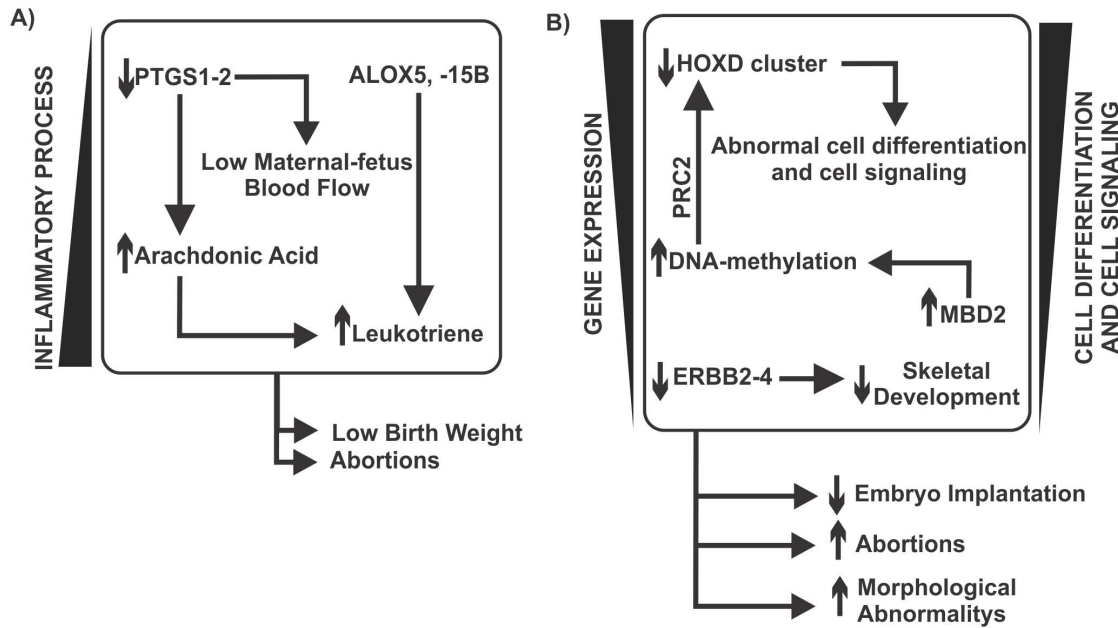 A)
INFLAMMATORY PROCESS
PTGS1-2
ALOX5, -15B
Low Maternal-fetus
Blood Flow
Arachdonic Acid
Leukotriene
Low Birth Weight
Abortions
B)
GENE EXPRESSION
HOXD cluster
Abnormal cell differentiation
and cell signaling
PRC2
DNA-methylation
MBD2
ERBB2-4
Skeletal
Development
CELL DIFFERENTIATION
AND CELL SIGNALING
Embryo Implantation
Abortions
Morphological
Abnormalitys